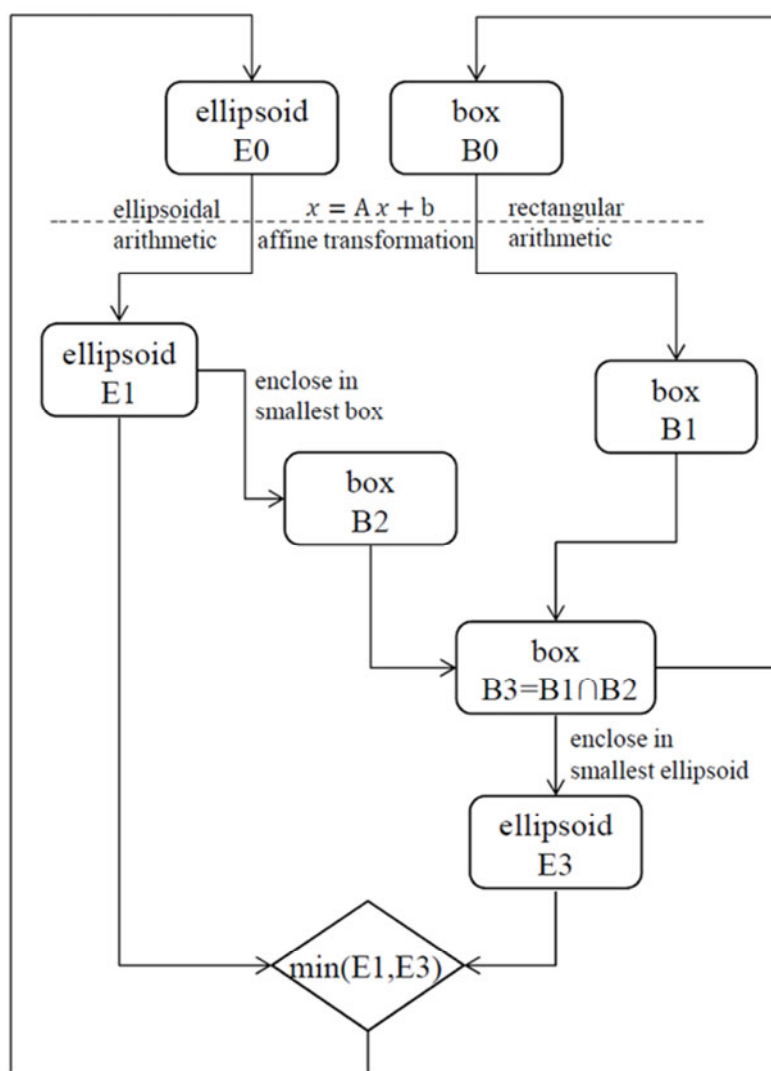 ellipsoid
E0
box
B0
ellipsoidal
arithmetic
x = A x + b
affine transformation
rectangular
arithmetic
ellipsoid
E1
enclose in
smallest box
box
B1
box
B2
box
B3=B1∩B2
enclose in
smallest ellipsoid
ellipsoid
E3
min(E1,E3)